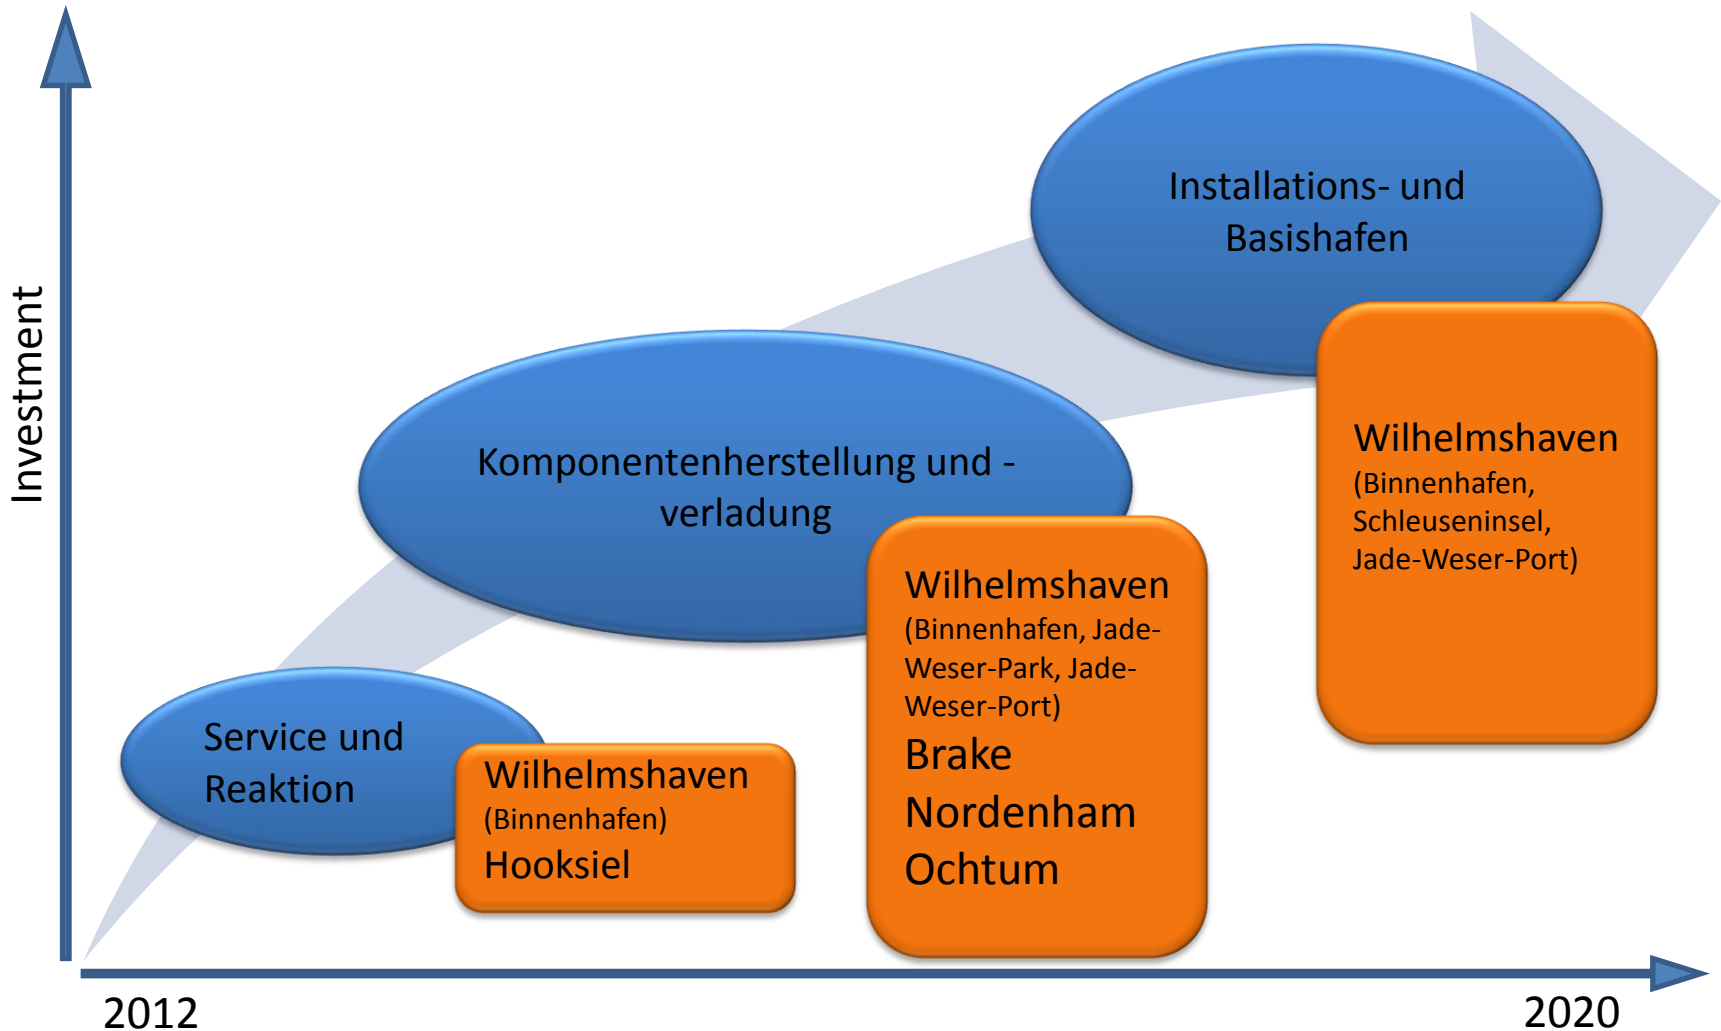 Investment
Installations- und
Basishafen
Wilhelmshaven
(Binnenhafen,
Schleuseninsel,
Jade-Weser-Port)
Komponentenherstellung und -
verladung
Wilhelmshaven
(Binnenhafen, Jade-
Weser-Park, Jade-
Weser-Port)
Brake
Nordenham
Ochtum
Service und
Reaktion
Wilhelmshaven
(Binnenhafen)
Hooksiel
2012
2020